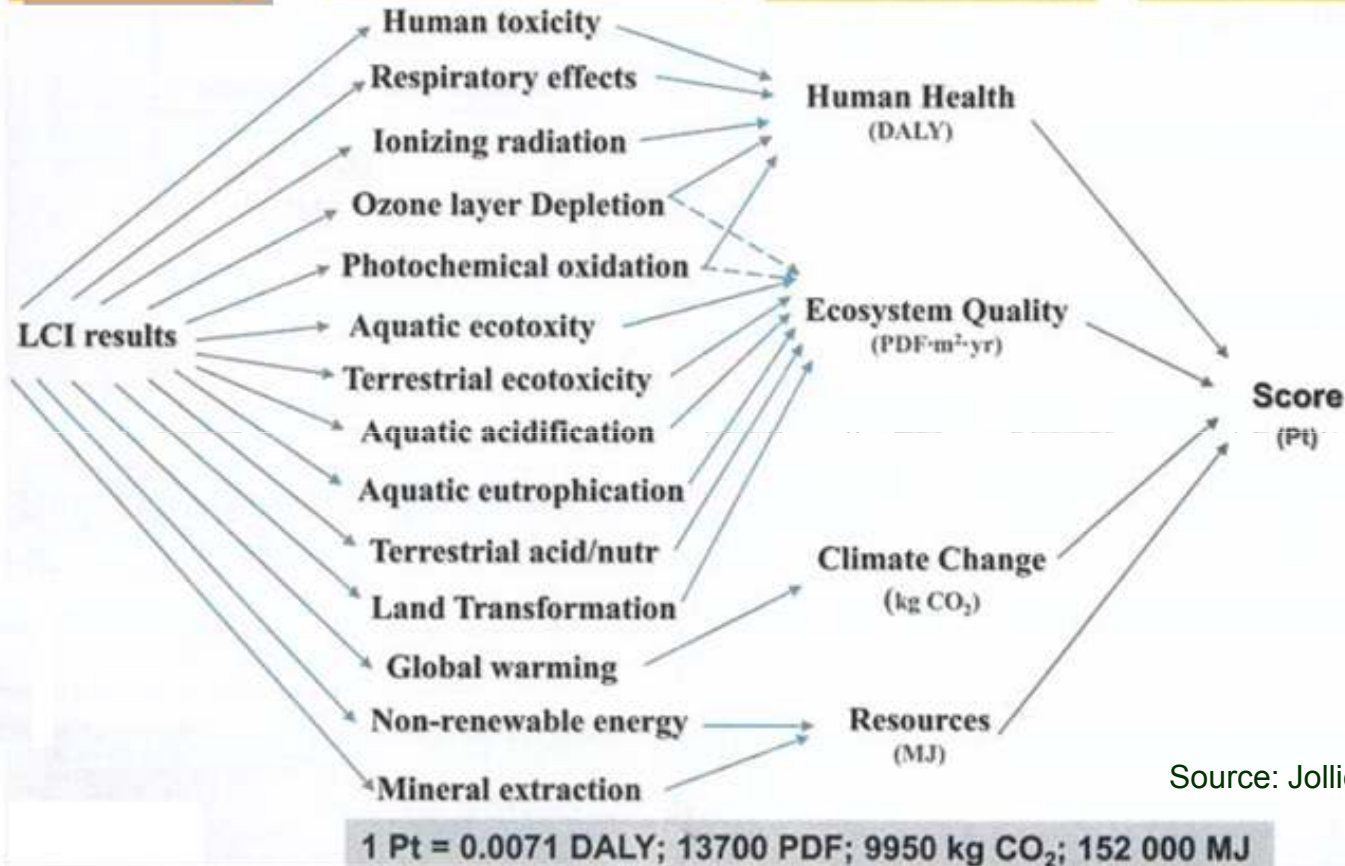 Human toxicity
Respiratory effects
Ionizing radiation
Ozone layer Depletion
Photochemical oxidation
LCI results
Aquatic ecotoxity
Terrestrial ecotoxicity
Aquatic acidification
Aquatic eutrophication
Terrestrial acid/nutr
Land Transformation
Global warming
Non-renewable energy
Mineral extraction
Human Health
(DALY)
Ecosystem Quality
(PDF·m²·yr)
Climate Change
(kg CO₂)
Resources
(MJ)
Score
(Pt)
Source: Jollie
1 Pt = 0.0071 DALY; 13700 PDF; 9950 kg CO₂; 152 000 MJ